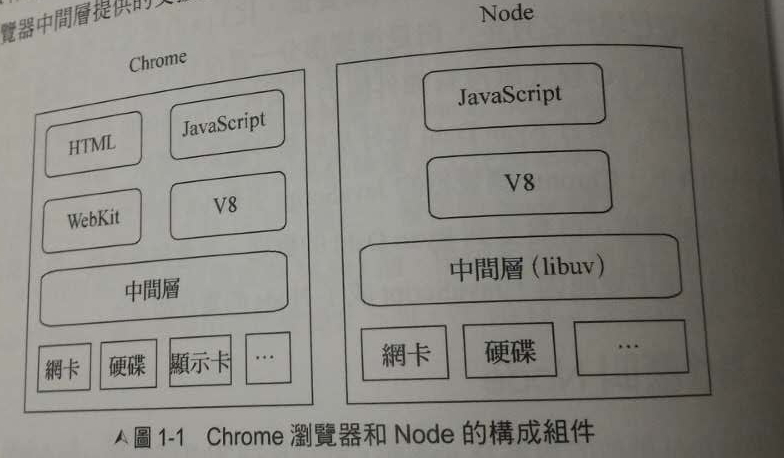 覽器中間層提供的
Chrome
HTML
JavaScript
WebKit
V8
中間層
網卡
硬碟
顯示卡
…
Node
JavaScript
V8
中間層(libuv)
網卡
硬碟
…
圖 1-1 Chrome 瀏覽器和 Node 的構成組件